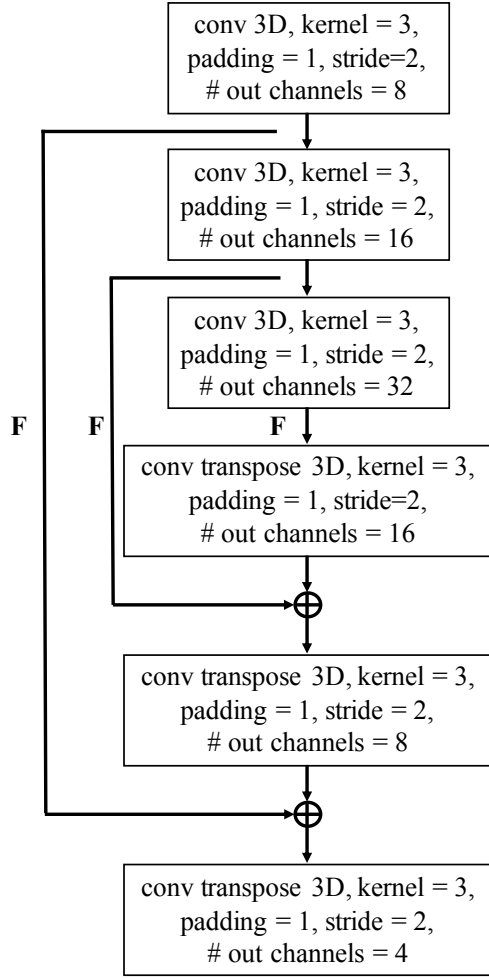 conv 3D, kernel = 3,
padding = 1, stride=2,
# out channels = 8
conv 3D, kernel = 3,
padding = 1, stride = 2,
# out channels = 16
conv 3D, kernel = 3,
padding = 1, stride = 2,
# out channels = 32
F F F
conv transpose 3D, kernel = 3,
padding = 1, stride=2,
# out channels = 16
conv transpose 3D, kernel = 3,
padding = 1, stride = 2,
# out channels = 8
conv transpose 3D, kernel = 3,
padding = 1, stride = 2,
# out channels = 4